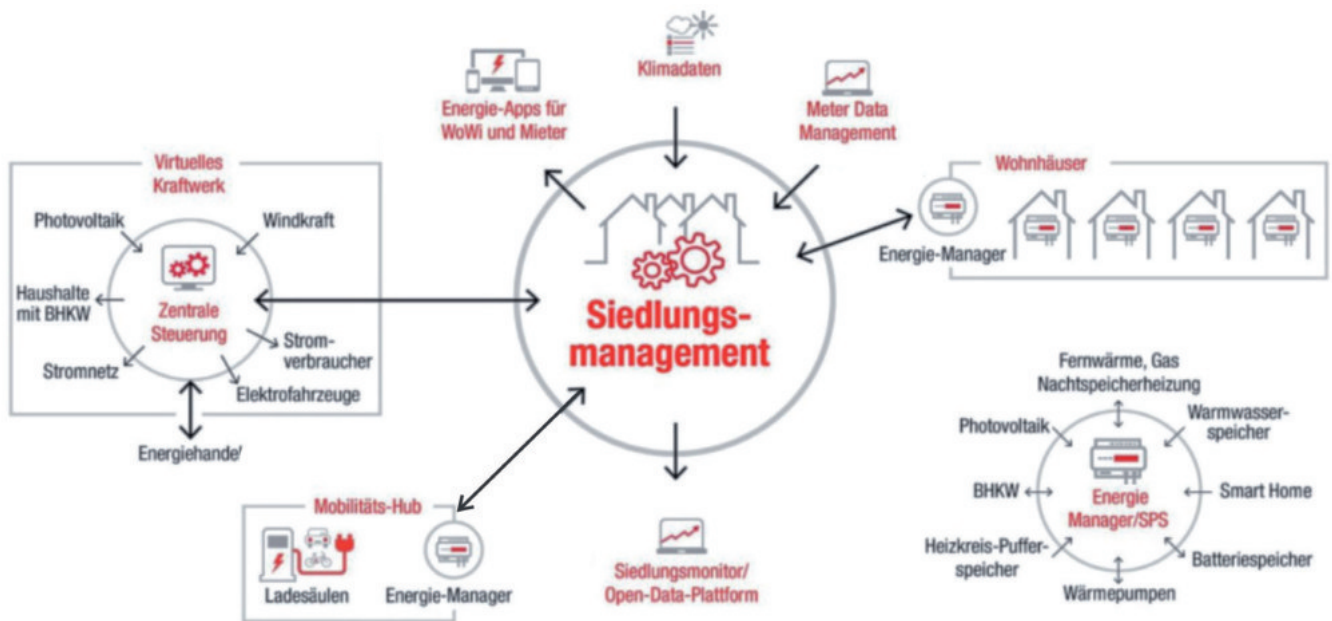 Klimadaten
Energie-Apps für
WoWi und Mieter
Meter Data
Management
Virtuelles
Kraftwerk
Photovoltaik
Windkraft
Haushalte
mit BHKW
Zentrale
Steuerung
Strom-
verbraucher
Stromnetz
Elektrofahrzeuge
Energiehandel
Siedlungs-
management
Wohnhäuser
Energie-Manager
Mobilitäts-Hub
Ladesäulen
Energie-Manager
Siedlungsmonitor/
Open-Data-Plattform
Fernwärme, Gas
Nachtspeicherheizung
Photovoltaik
Warmwasser-
speicher
BHKW
Energie
Manager/SPS
Smart Home
Heizkreis-Puffer-
speicher
Batteriespeicher
Wärmepumpen